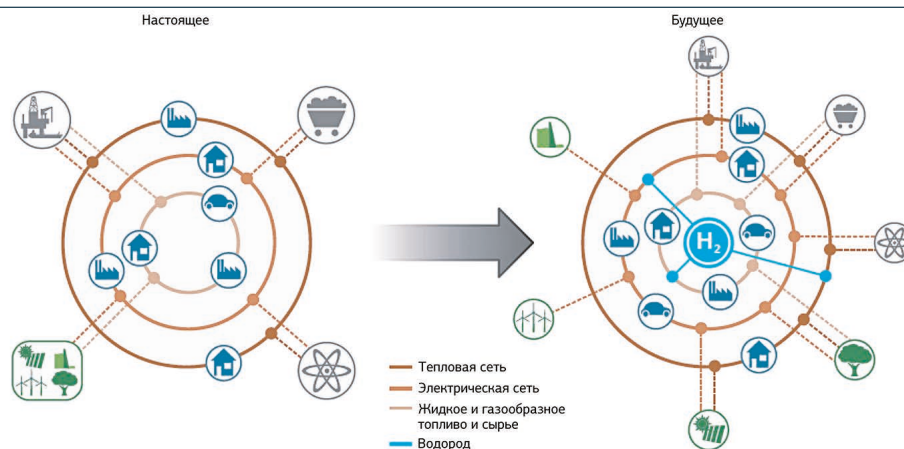 Настоящее
Будущее
H₂
Тепловая сеть
Электрическая сеть
Жидкое и газообразное
топливо и сырье
Водород